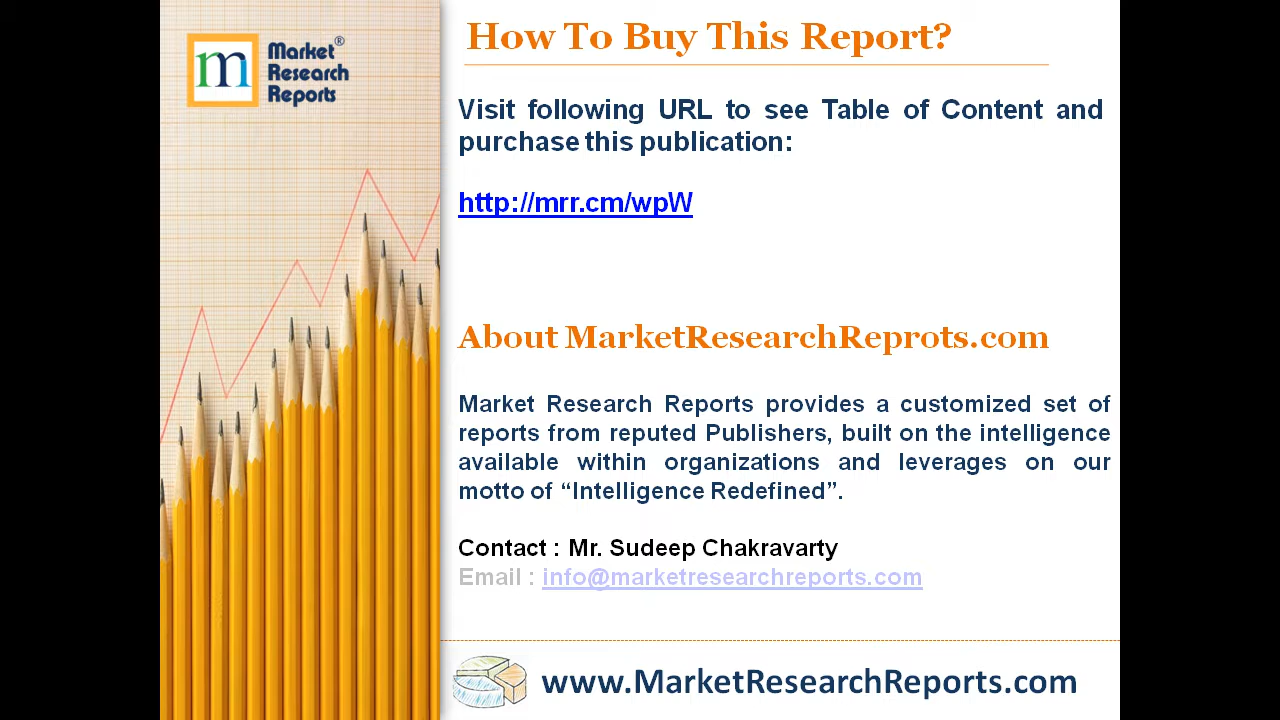 Market®
Research
Reports
How To Buy This Report?
Visit following URL to see Table of Content and
purchase this publication:
http://mrr.cm/wpW
About MarketResearchReprots.com
Market Research Reports provides a customized set of
reports from reputed Publishers, built on the intelligence
available within organizations and leverages on our
motto of “Intelligence Redefined”.
Contact : Mr. Sudeep Chakravarty
Email : info@marketresearchreports.com
www.MarketResearchReports.com